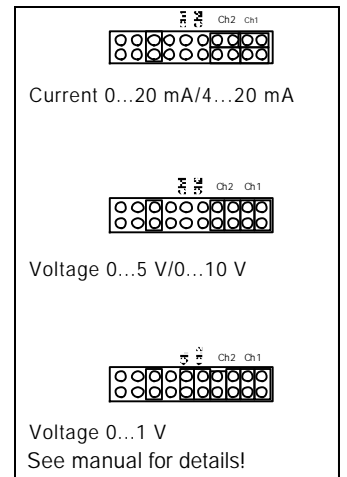 Ch2 Ch1
Current 0...20 mA/4...20 mA
Ch2 Ch1
Voltage 0...5 V/0...10 V
Ch2 Ch1
Voltage 0...1 V
See manual for details!